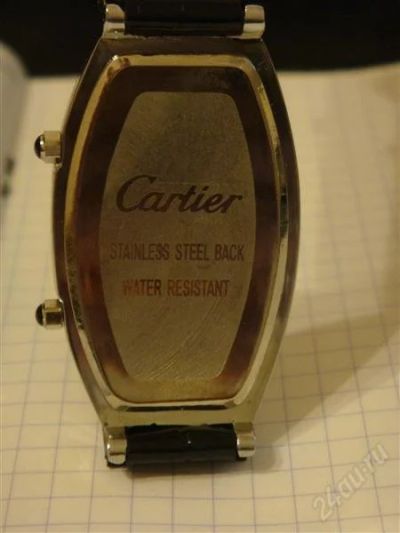 Cartier
STAINLESS STEEL BACK
WATER RESISTANT
24au.ru